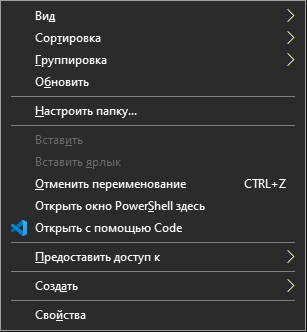 Вид
Сортировка
Группировка
Обновить
Настроить папку...
Вставить
Вставить ярлык
Отменить переименование CTRL+Z
Открыть окно PowerShell здесь
Открыть с помощью Code
Предоставить доступ к
Создать
Свойства